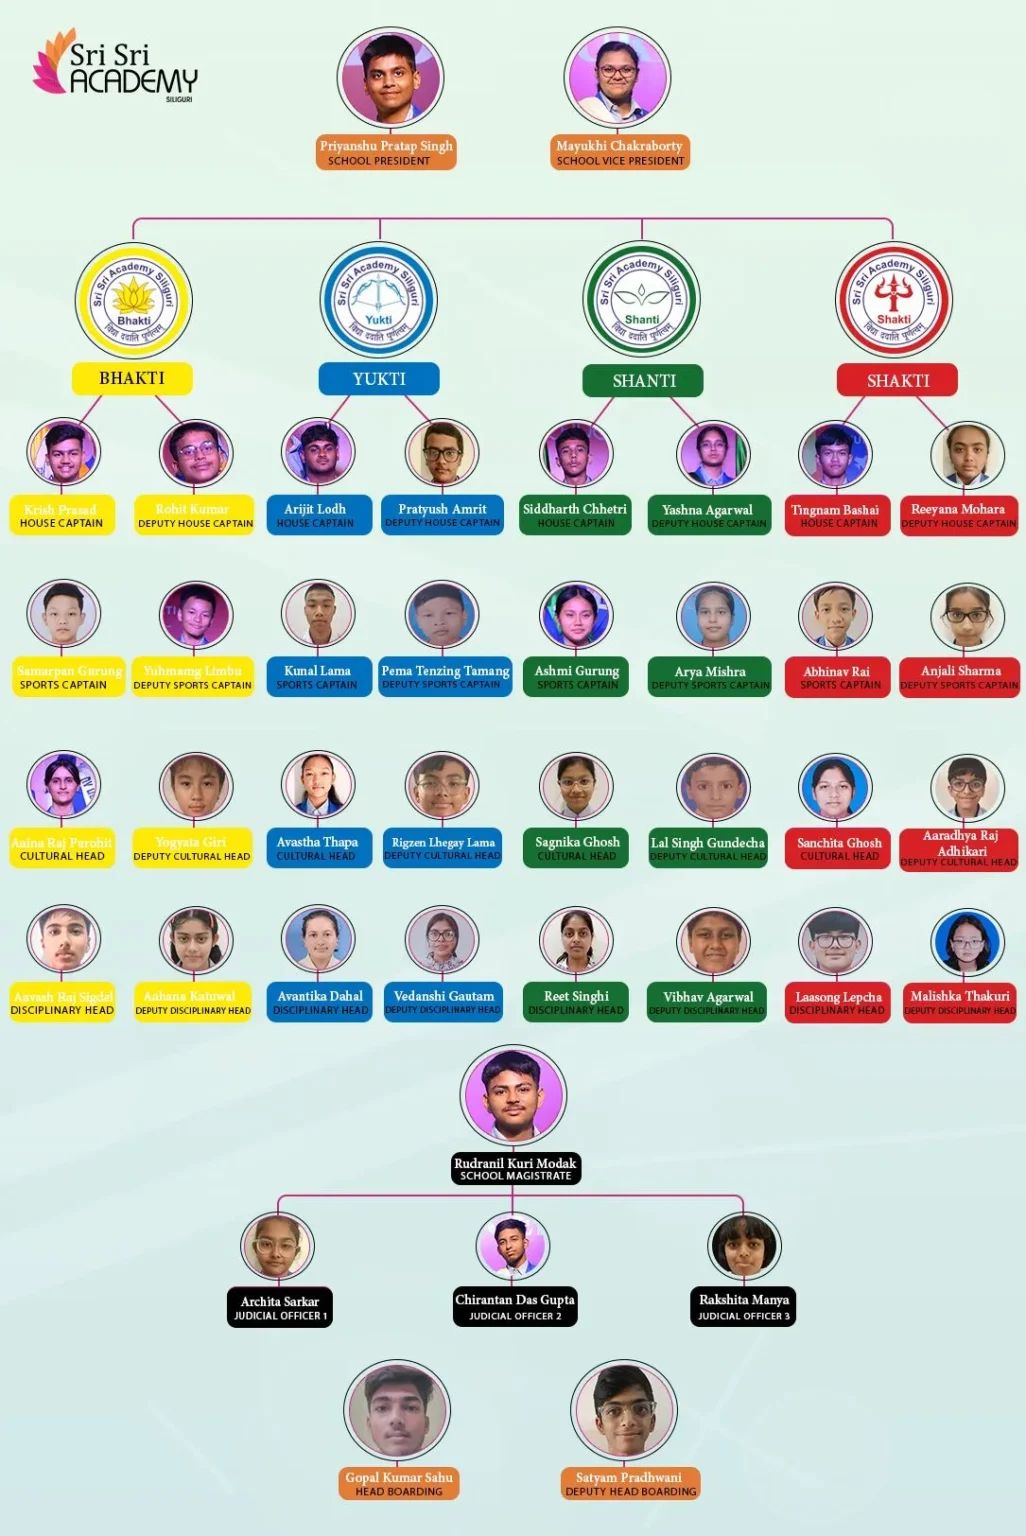 Sri Sri
ACADEMY
SILIGURI
Priyanshu Pratap Singh
SCHOOL PRESIDENT
Mayukhi Chakraborty
SCHOOL VICE PRESIDENT
Sri Sri Academy Siliguri
Bhakti
विद्या ददाति पूर्णत्वम्
Sri Sri Academy Siliguri
Yukti
विद्या ददाति पूर्णत्वम्
Sri Sri Academy Siliguri
Shanti
विद्या ददाति पूर्णत्वम्
Sri Sri Academy Siliguri
Shakti
विद्या ददाति पूर्णत्वम्
BHAKTI
YUKTI
SHANTI
SHAKTI
Krish Prasad
HOUSE CAPTAIN
Rohit Kumar
DEPUTY HOUSE CAPTAIN
Arijit Lodh
HOUSE CAPTAIN
Pratyush Amrit
DEPUTY HOUSE CAPTAIN
Siddharth Chhetri
HOUSE CAPTAIN
Yashna Agarwal
DEPUTY HOUSE CAPTAIN
Tingnam Bashai
HOUSE CAPTAIN
Reeyana Mohara
DEPUTY HOUSE CAPTAIN
Samarpan Gurung
SPORTS CAPTAIN
Yuhmamg Limbu
DEPUTY SPORTS CAPTAIN
Kunal Lama
SPORTS CAPTAIN
Pema Tenzing Tamang
DEPUTY SPORTS CAPTAIN
Ashmi Gurung
SPORTS CAPTAIN
Arya Mishra
DEPUTY SPORTS CAPTAIN
Abhinav Rai
SPORTS CAPTAIN
Anjali Sharma
DEPUTY SPORTS CAPTAIN
Aaina Raj Purohit
CULTURAL HEAD
Yogyata Giri
DEPUTY CULTURAL HEAD
Avastha Thapa
CULTURAL HEAD
Rigzen Lhegay Lama
DEPUTY CULTURAL HEAD
Sagnika Ghosh
CULTURAL HEAD
Lal Singh Gundecha
DEPUTY CULTURAL HEAD
Sanchita Ghosh
CULTURAL HEAD
Aaradhya Raj
Adhikari
DEPUTY CULTURAL HEAD
Aavash Raj Sigdel
DISCIPLINARY HEAD
Aahana Katuwal
DEPUTY DISCIPLINARY HEAD
Avantika Dahal
DISCIPLINARY HEAD
Vedanshi Gautam
DEPUTY DISCIPLINARY HEAD
Reet Singhi
DISCIPLINARY HEAD
Vibhav Agarwal
DEPUTY DISCIPLINARY HEAD
Laasong Lepcha
DISCIPLINARY HEAD
Malishka Thakuri
DEPUTY DISCIPLINARY HEAD
Rudranil Kuri Modak
SCHOOL MAGISTRATE
Archita Sarkar
JUDICIAL OFFICER 1
Chirantan Das Gupta
JUDICIAL OFFICER 2
Rakshita Manya
JUDICIAL OFFICER 3
Gopal Kumar Sahu
HEAD BOARDING
Satyam Pradhwani
DEPUTY HEAD BOARDING